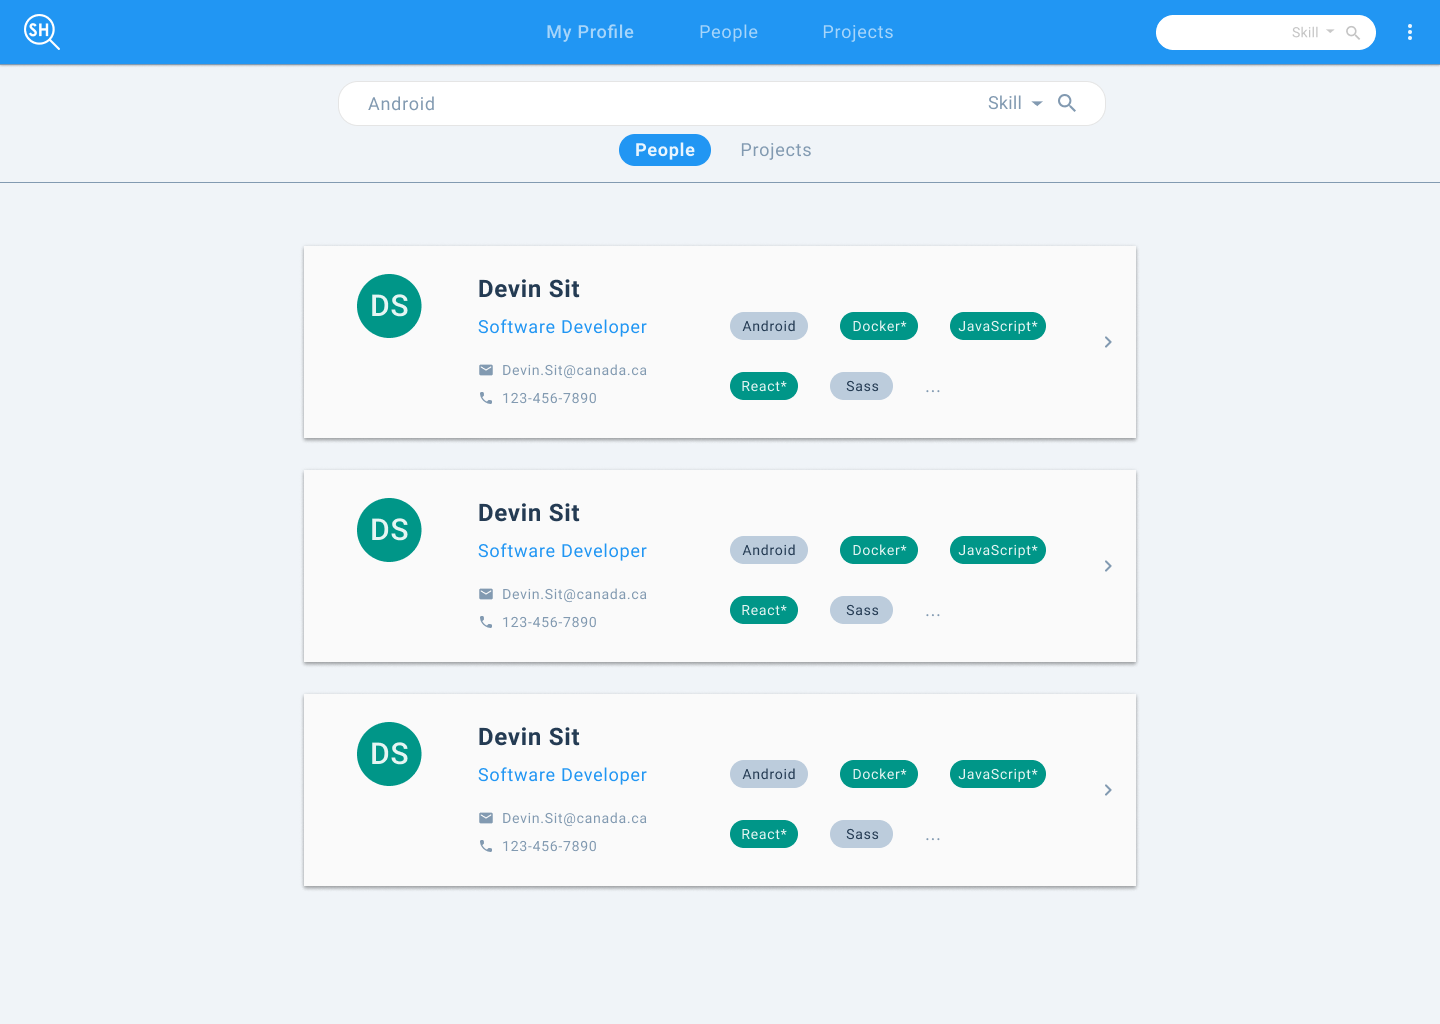 SH
My Profile People Projects Skill
Android Skill
People Projects
DS
Devin Sit
Software Developer
Devin.Sit@canada.ca
123-456-7890
Android Docker* JavaScript*
React* Sass ...
DS
Devin Sit
Software Developer
Devin.Sit@canada.ca
123-456-7890
Android Docker* JavaScript*
React* Sass ...
DS
Devin Sit
Software Developer
Devin.Sit@canada.ca
123-456-7890
Android Docker* JavaScript*
React* Sass ...